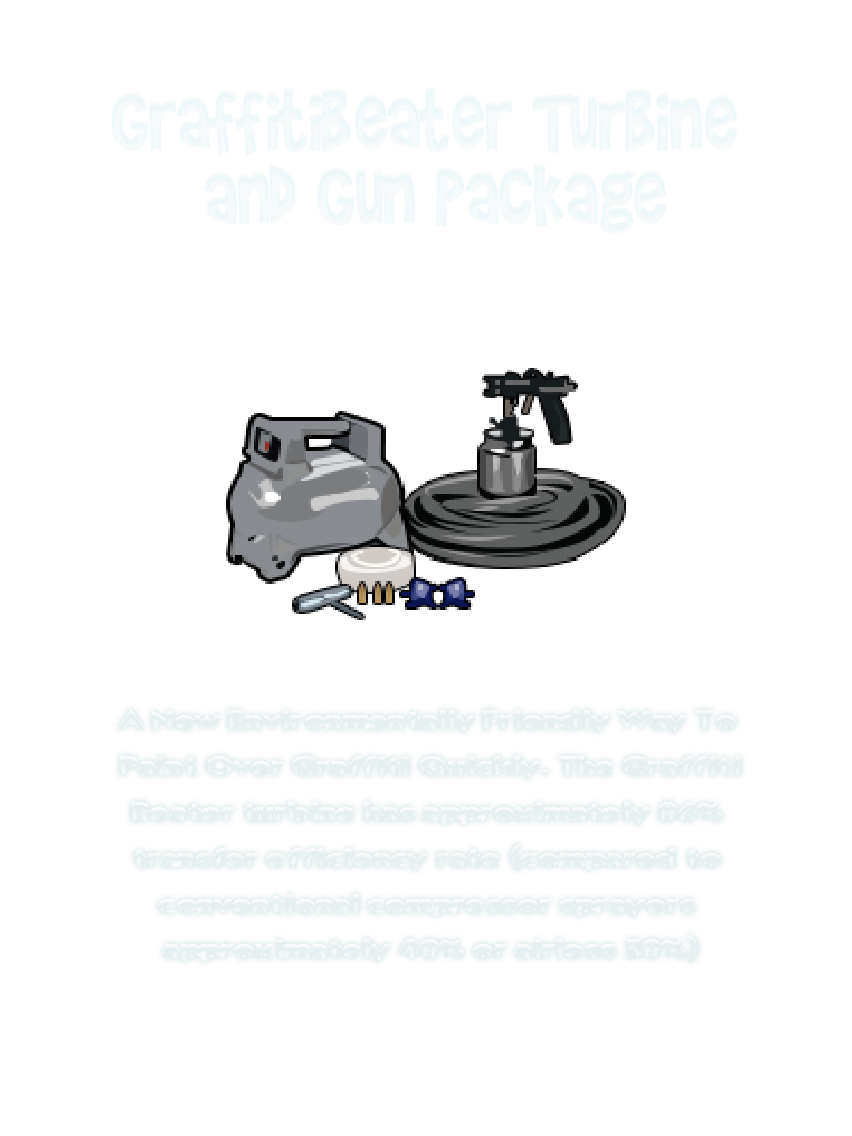 GraffitiBeater Turbine
and Gun Package
A New Environmentally Friendly Way To
Paint Over Graffiti Quickly. The Graffiti
Beater turbine has approximately
transfer efficiency rate (compared to
conventional compressor sprayers
approximately 40% or airless